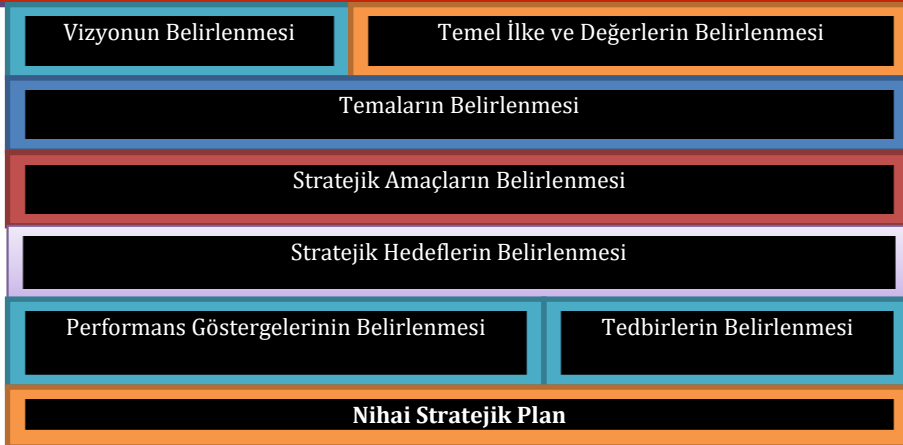 Vizyonun Belirlenmesi
Temel İlke ve Değerlerin Belirlenmesi
Temaların Belirlenmesi
Stratejik Amaçların Belirlenmesi
Stratejik Hedeflerin Belirlenmesi
Performans Göstergelerinin Belirlenmesi
Tedbirlerin Belirlenmesi
Nihai Stratejik Plan